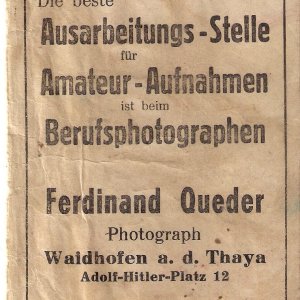 Die beste
Ausarbeitungs-Stelle
für
Amateur-Aufnahmen
ist beim
Berufsphotographen
Ferdinand Queder
Photograph
Waidhofen a. d. Thaya
Adolf-Hitler-Platz 12